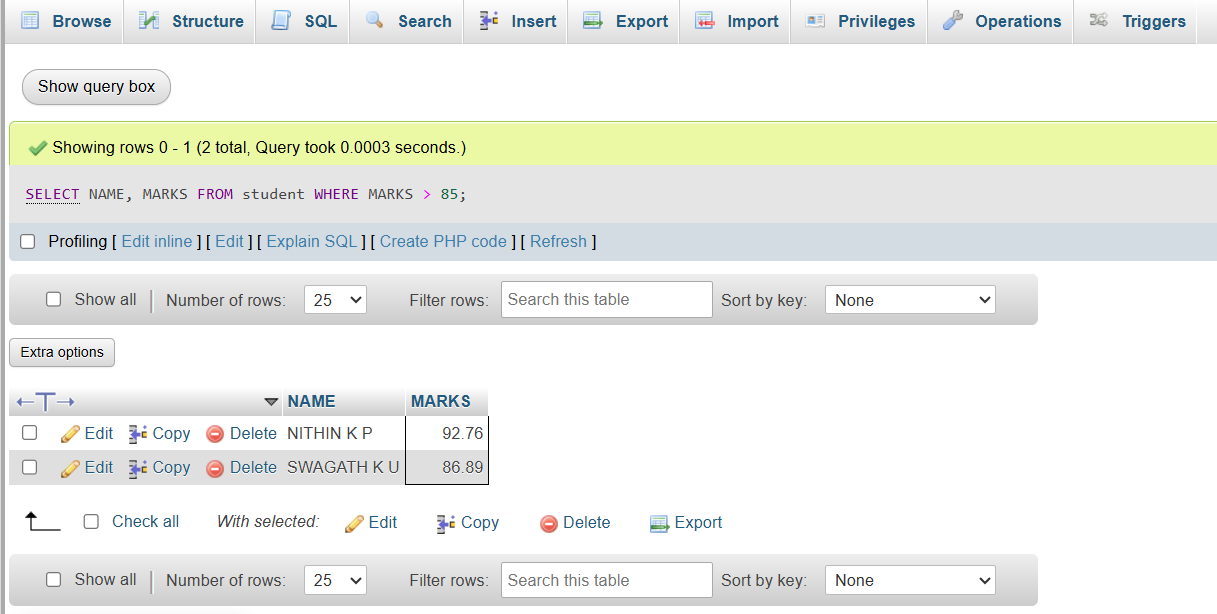 Browse Structure SQL Search Insert Export Import Privileges Operations Triggers
Show query box
Showing rows 0 - 1 (2 total, Query took 0.0003 seconds.)
SELECT NAME, MARKS FROM student WHERE MARKS > 85;
Profiling [ Edit inline ] [ Edit ] [ Explain SQL ] [ Create PHP code ] [ Refresh ]
Show all | Number of rows: 25 Filter rows: Search this table Sort by key: None
Extra options
NAME MARKS
Edit Copy Delete NITHIN K P 92.76
Edit Copy Delete SWAGATH K U 86.89
Check all With selected: Edit Copy Delete Export
Show all | Number of rows: 25 Filter rows: Search this table Sort by key: None